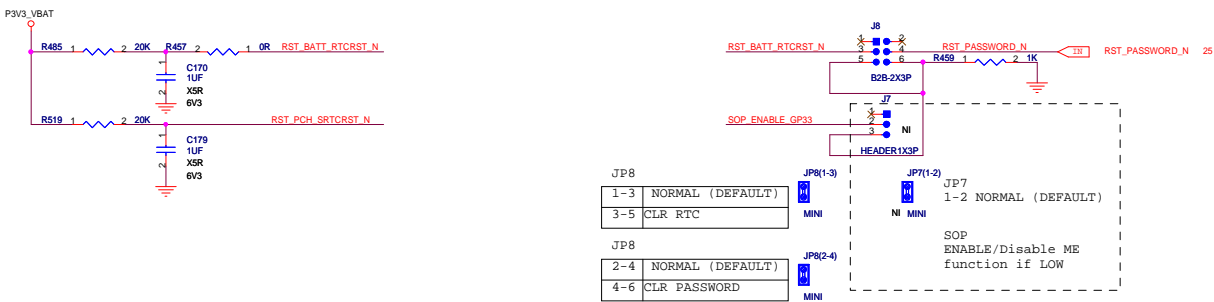 P3V3_VBAT
R485 1 2 20K R457 2 1 0R RST_BATT_RTCRST_N
1 C170
1UF
2 X5R
6V3
R519 1 2 20K RST_PCH_SRTCRST_N
1 C179
1UF
2 X5R
6V3
J8
1 2
RST_BATT_RTCRST_N 3 4 RST_PASSWORD_N IN RST_PASSWORD_N 25
5 6 R459 1 2 1K
B2B-2X3P
J7
1
SOP_ENABLE_GP33 2
3 NI
HEADER1X3P
JP8 JP8(1-3) JP7(1-2)
1-3 NORMAL (DEFAULT)
3-5 CLR RTC
MINI NI MINI
JP7
1-2 NORMAL (DEFAULT)
JP8 JP8(2-4)
2-4 NORMAL (DEFAULT)
4-6 CLR PASSWORD
MINI
SOP
ENABLE/Disable ME
function if LOW